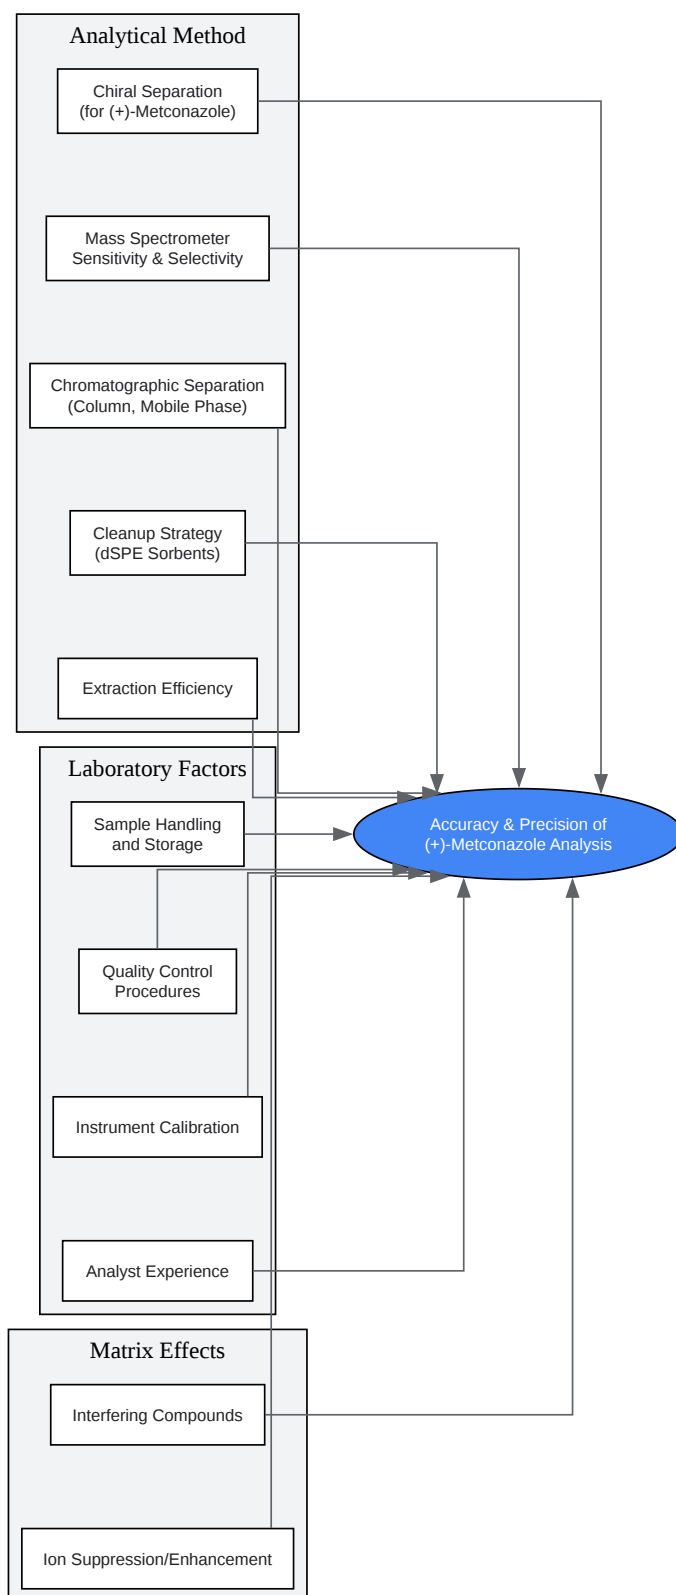 Analytical Method
Chiral Separation
(for (+)-Metconazole)
Mass Spectrometer
Sensitivity & Selectivity
Chromatographic Separation
(Column, Mobile Phase)
Cleanup Strategy
(dSPE Sorbents)
Extraction Efficiency
Laboratory Factors
Sample Handling
and Storage
Accuracy & Precision of
(+)-Metconazole Analysis
Quality Control
Procedures
Instrument Calibration
Analyst Experience
Matrix Effects
Interfering Compounds
Ion Suppression/Enhancement